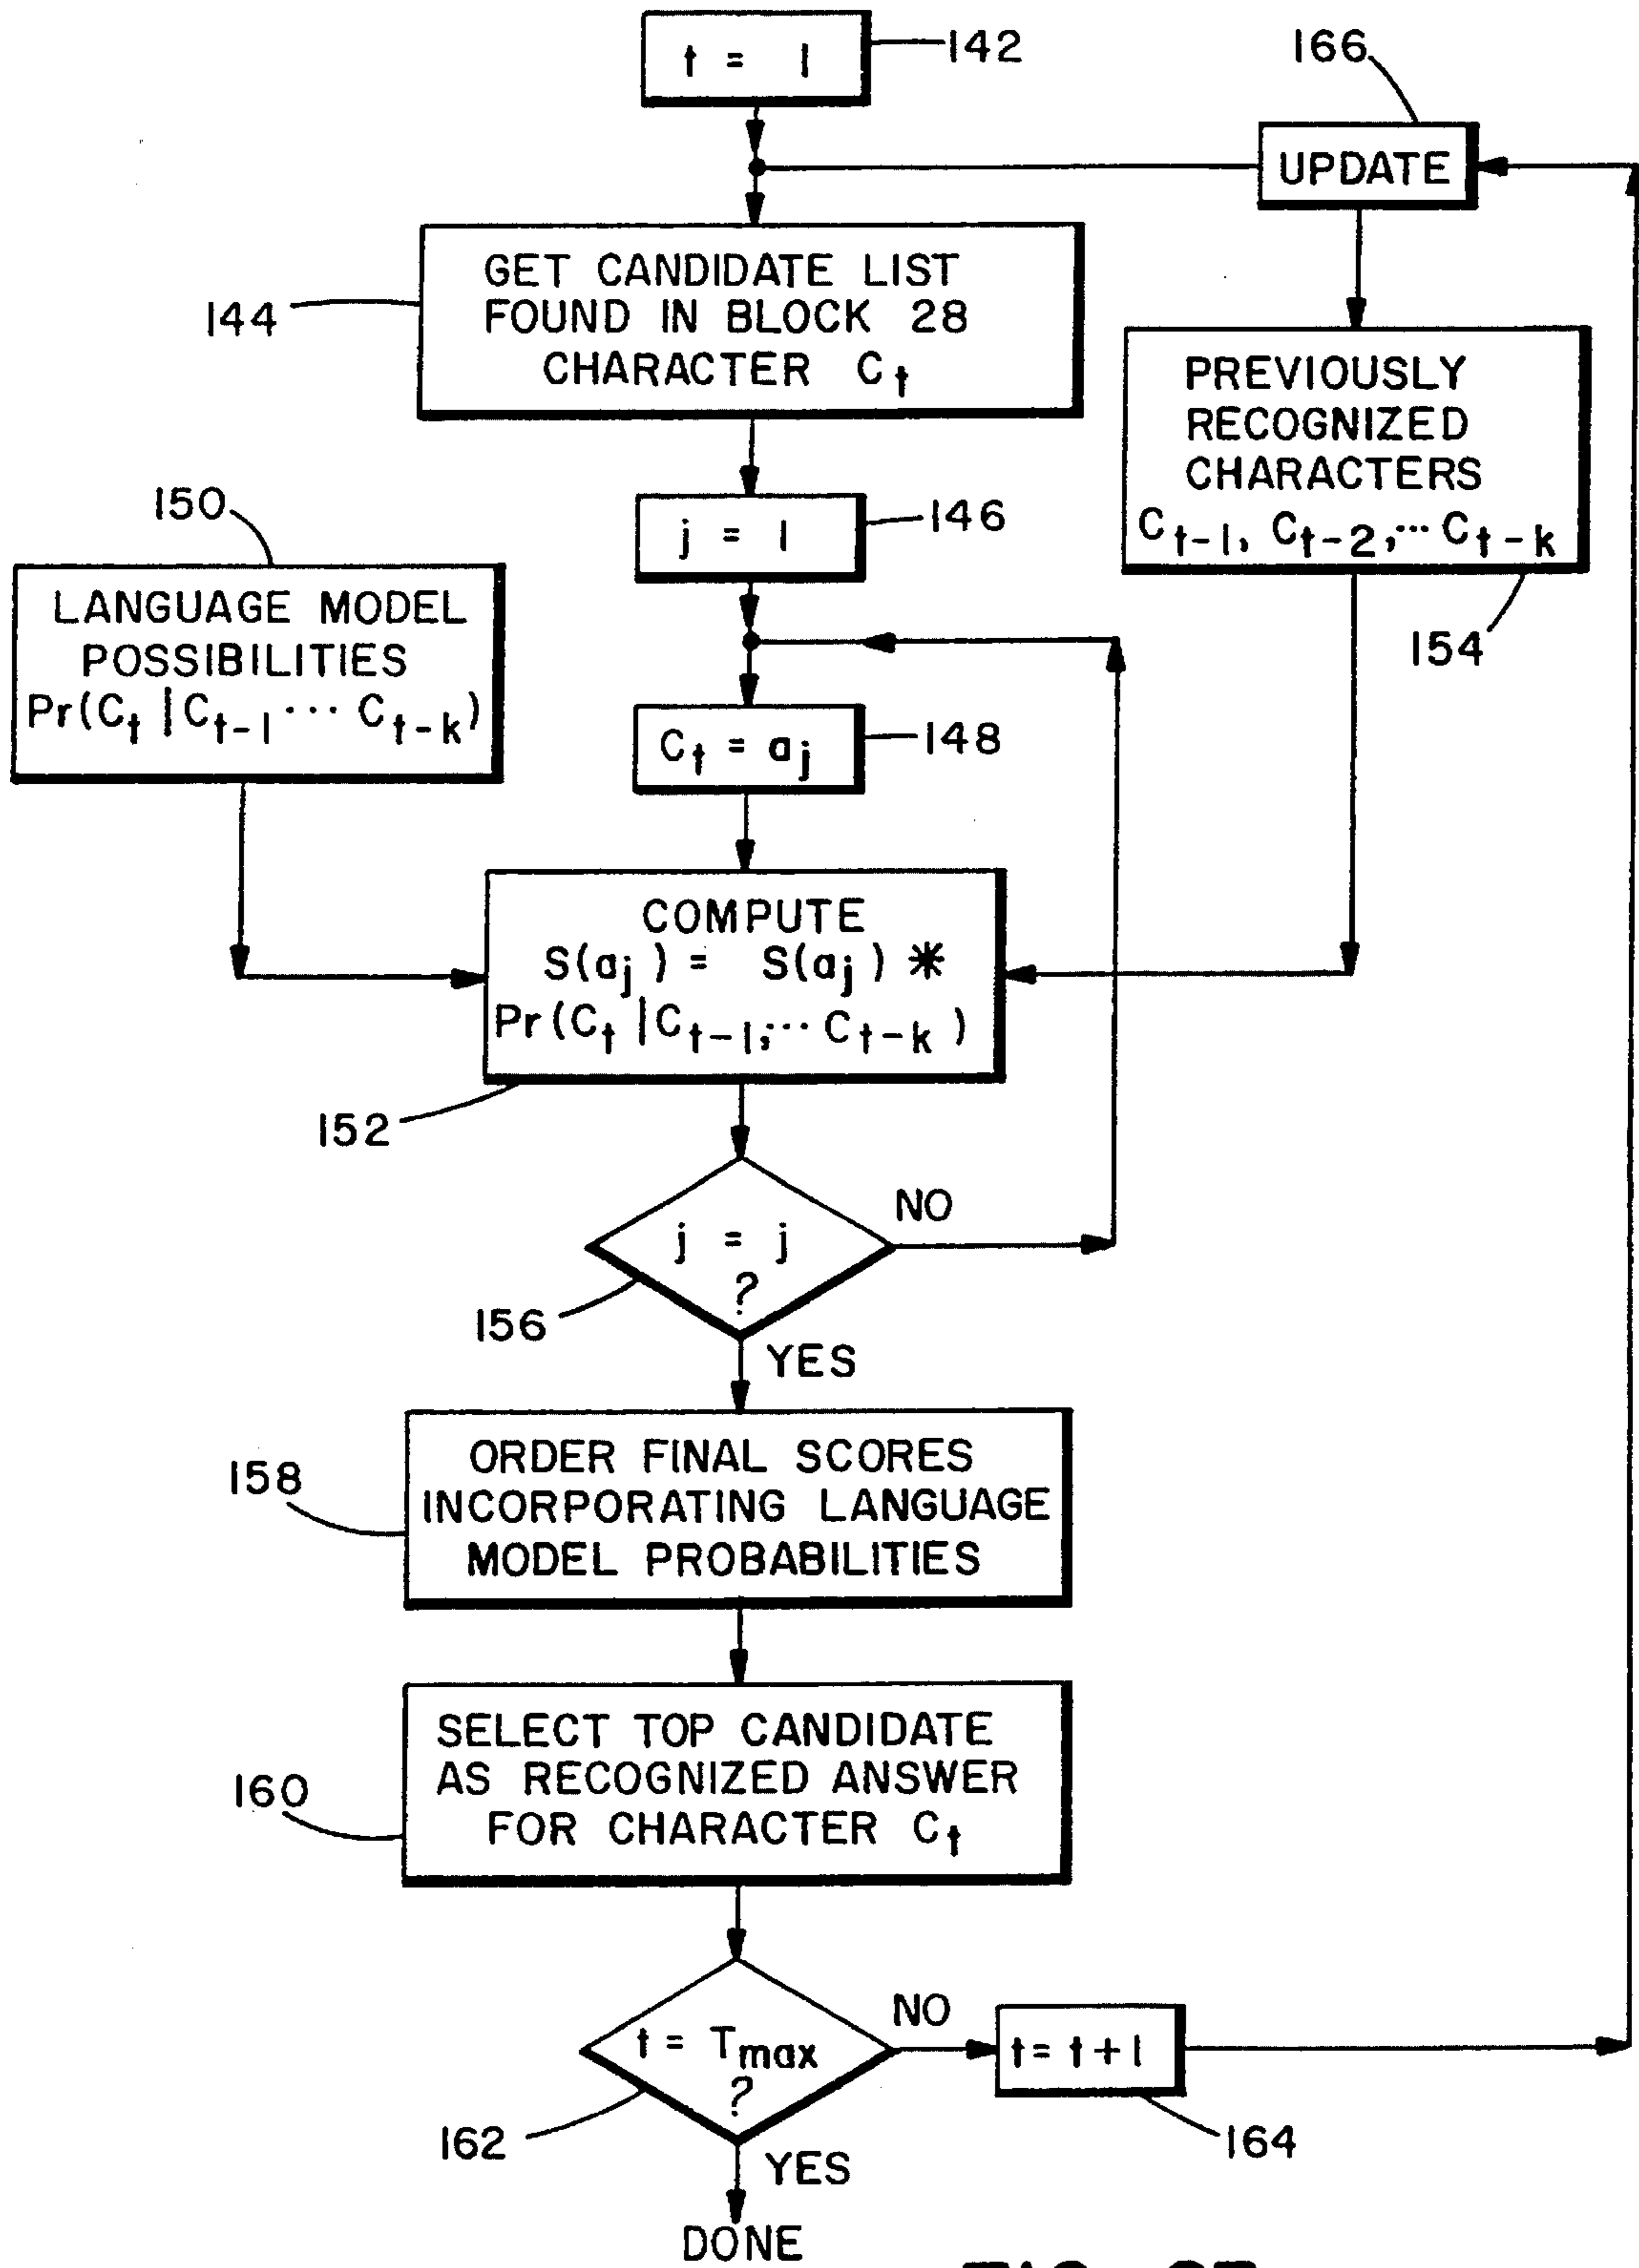 t = 1
142
166
UPDATE
GET CANDIDATE LIST
FOUND IN BLOCK 28
CHARACTER Ct
144
PREVIOUSLY
RECOGNIZED
CHARACTERS
Ct-1, Ct-2,... Ct-k
154
150
j = 1
146
LANGUAGE MODEL
POSSIBILITIES
Pr(Ct | Ct-1 ... Ct-k)
Ct = aj
148
COMPUTE
S(aj) = S(aj) *
Pr(Ct | Ct-1,... Ct-k)
152
j = j
?
NO
156
YES
ORDER FINAL SCORES
INCORPORATING LANGUAGE
MODEL PROBABILITIES
158
SELECT TOP CANDIDATE
AS RECOGNIZED ANSWER
FOR CHARACTER Ct
160
t = Tmax
?
NO
t = t+1
162
164
YES
DONE